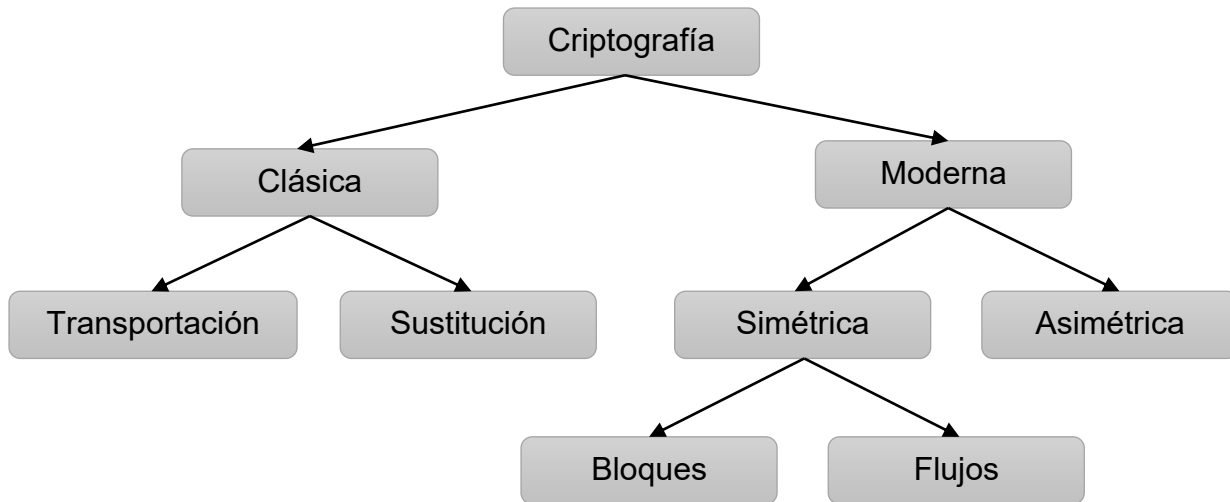 Criptografía
Clásica
Moderna
Transportación
Sustitución
Simétrica
Asimétrica
Bloques
Flujos